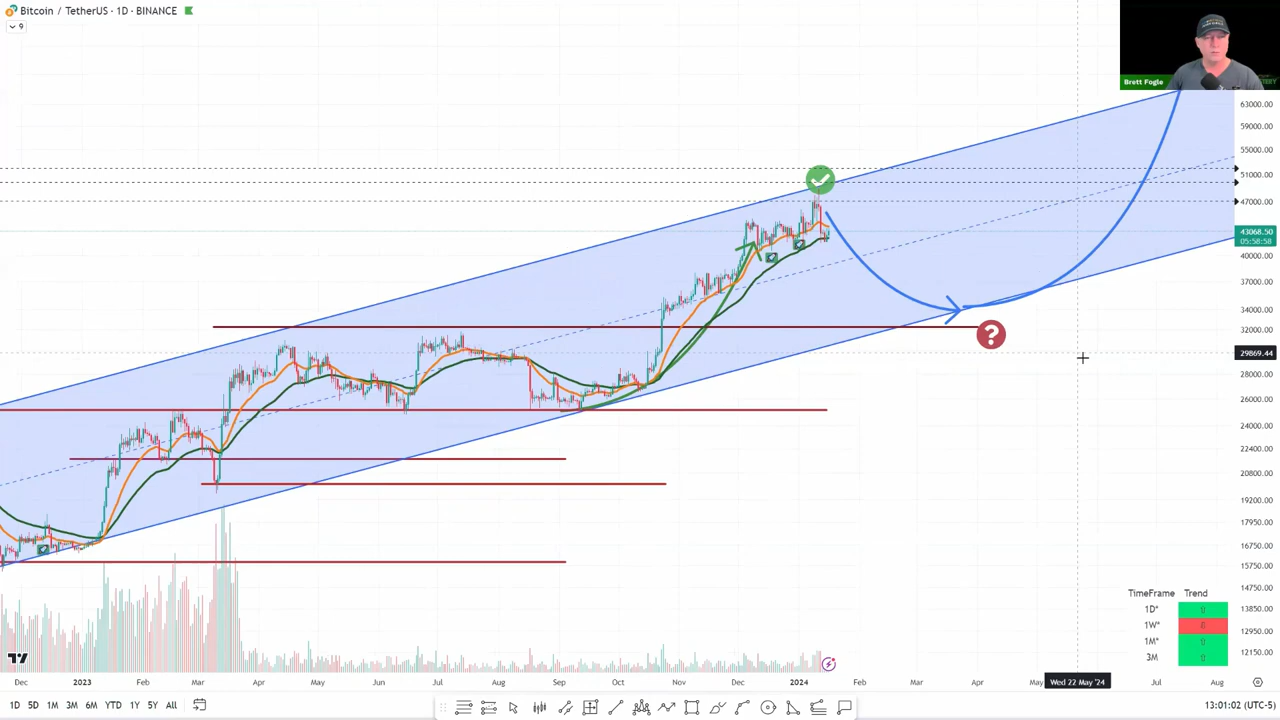 Bitcoin / TetherUS · 1D · BINANCE
9
Brett Fogle
63000.00
59000.00
55000.00
51000.00
47000.00
43068.50
05:58:58
40000.00
37000.00
34000.00
32000.00
29869.44
28000.00
26000.00
24000.00
22400.00
20800.00
19200.00
17950.00
16750.00
15750.00
14750.00
13850.00
12950.00
12150.00
?
TimeFrame Trend
1D*
1W*
1M*
3M
Dec 2023 Feb Mar Apr May Jun Jul Aug Sep Oct Nov Dec 2024 Feb Mar Apr May Wed 22 May '24 Jul Aug
1D 5D 1M 3M 6M YTD 1Y 5Y All
13:01:02 (UTC-5)